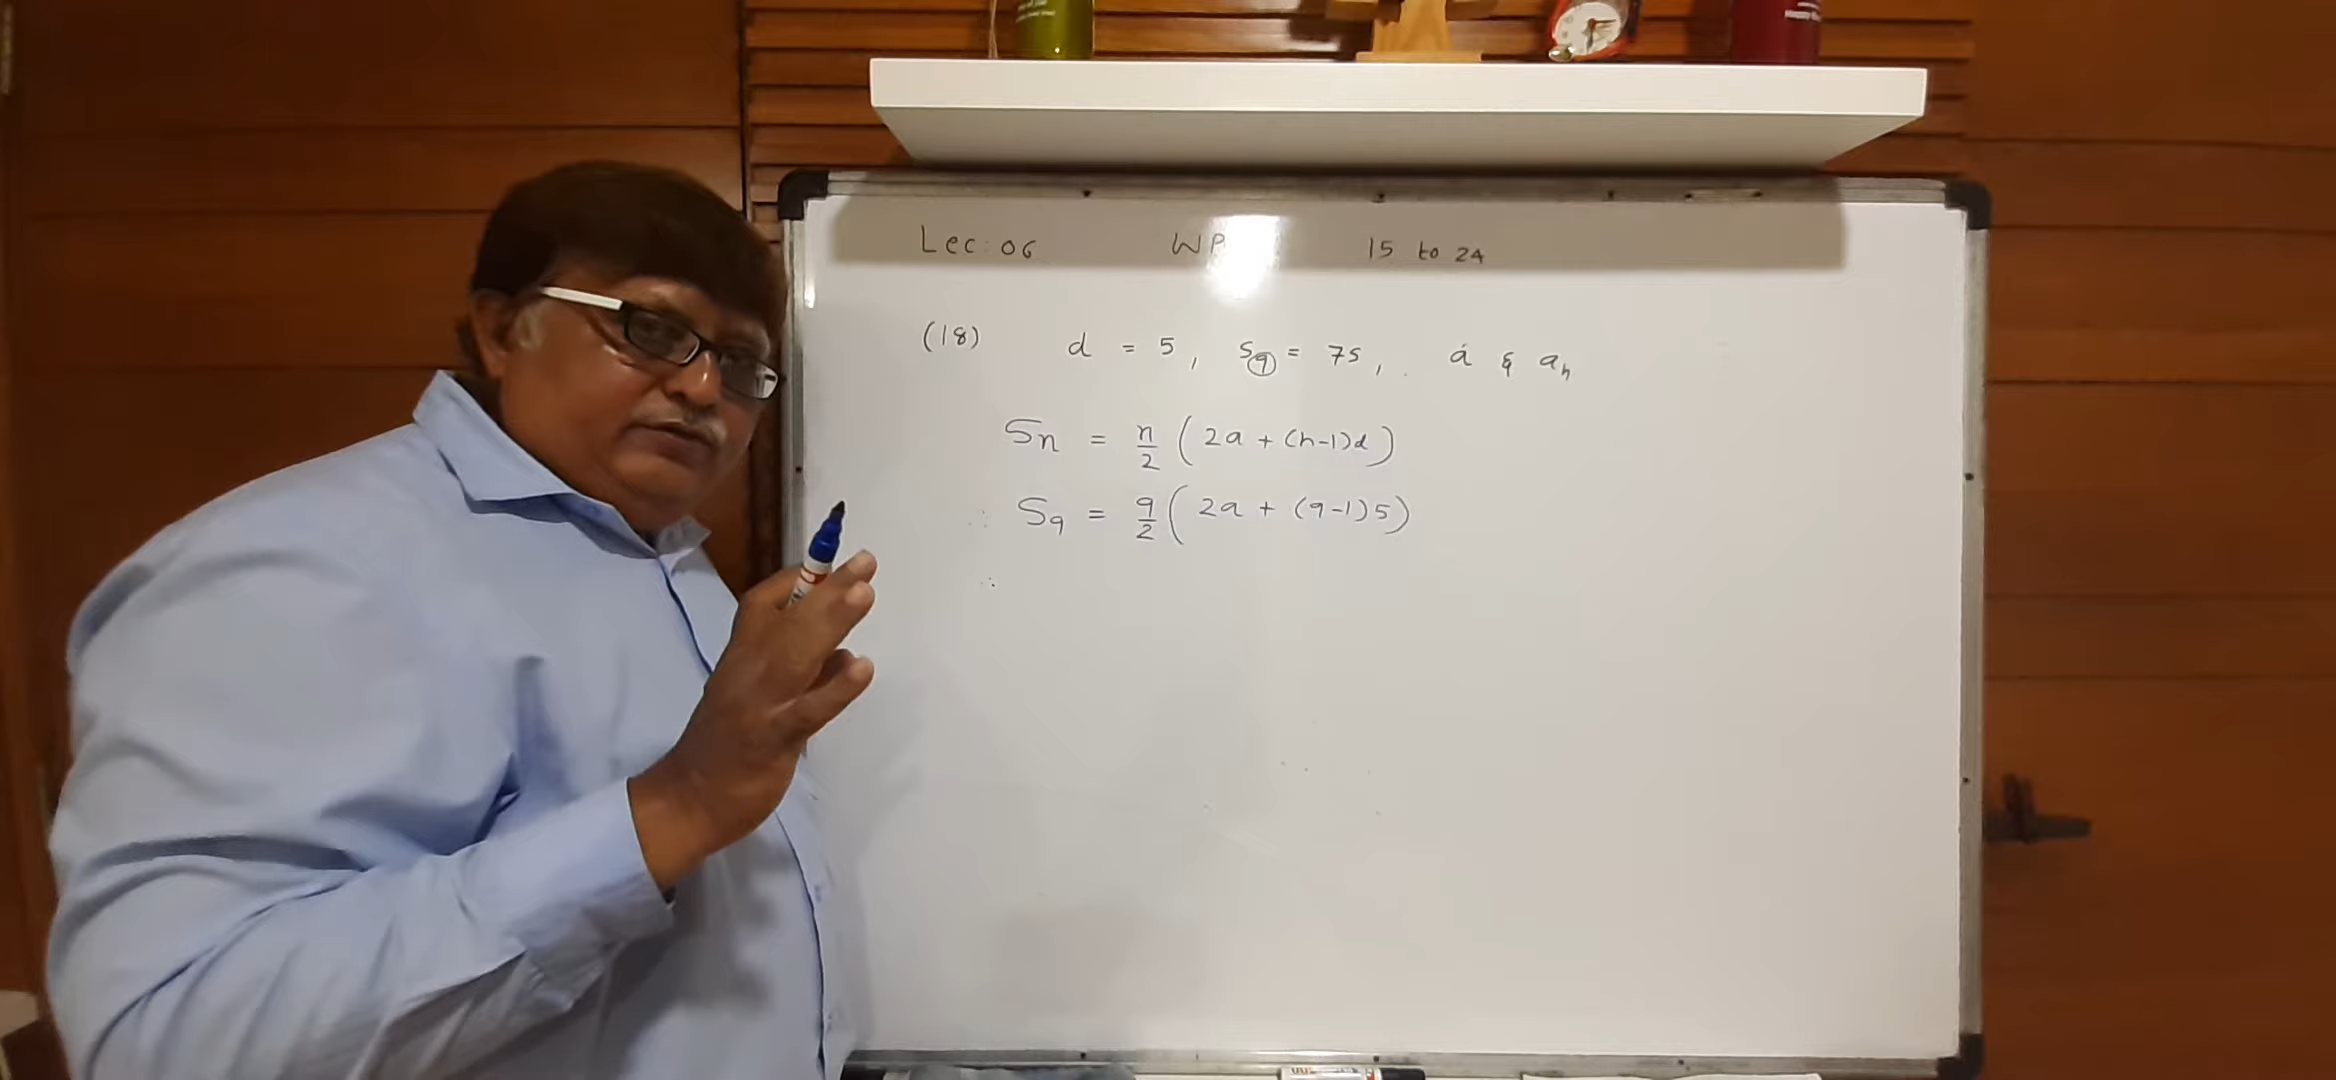 Lec: 06 WP 15 to 24
(18) d = 5, S₉ = 75, a & aₙ
Sn = n/2 (2a + (n-1)d)
∴ S₉ = 9/2 (2a + (9-1)5)
∴